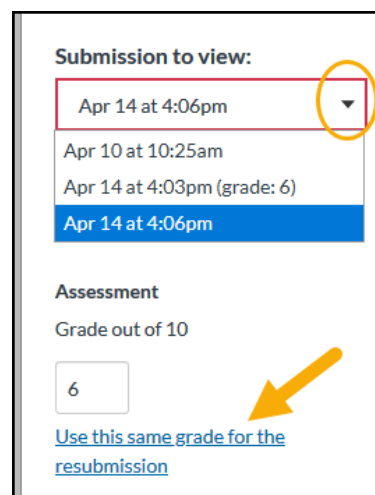 Submission to view:
Apr 14 at 4:06pm
Apr 10 at 10:25am
Apr 14 at 4:03pm (grade: 6)
Apr 14 at 4:06pm
Assessment
Grade out of 10
6
Use this same grade for the
resubmission